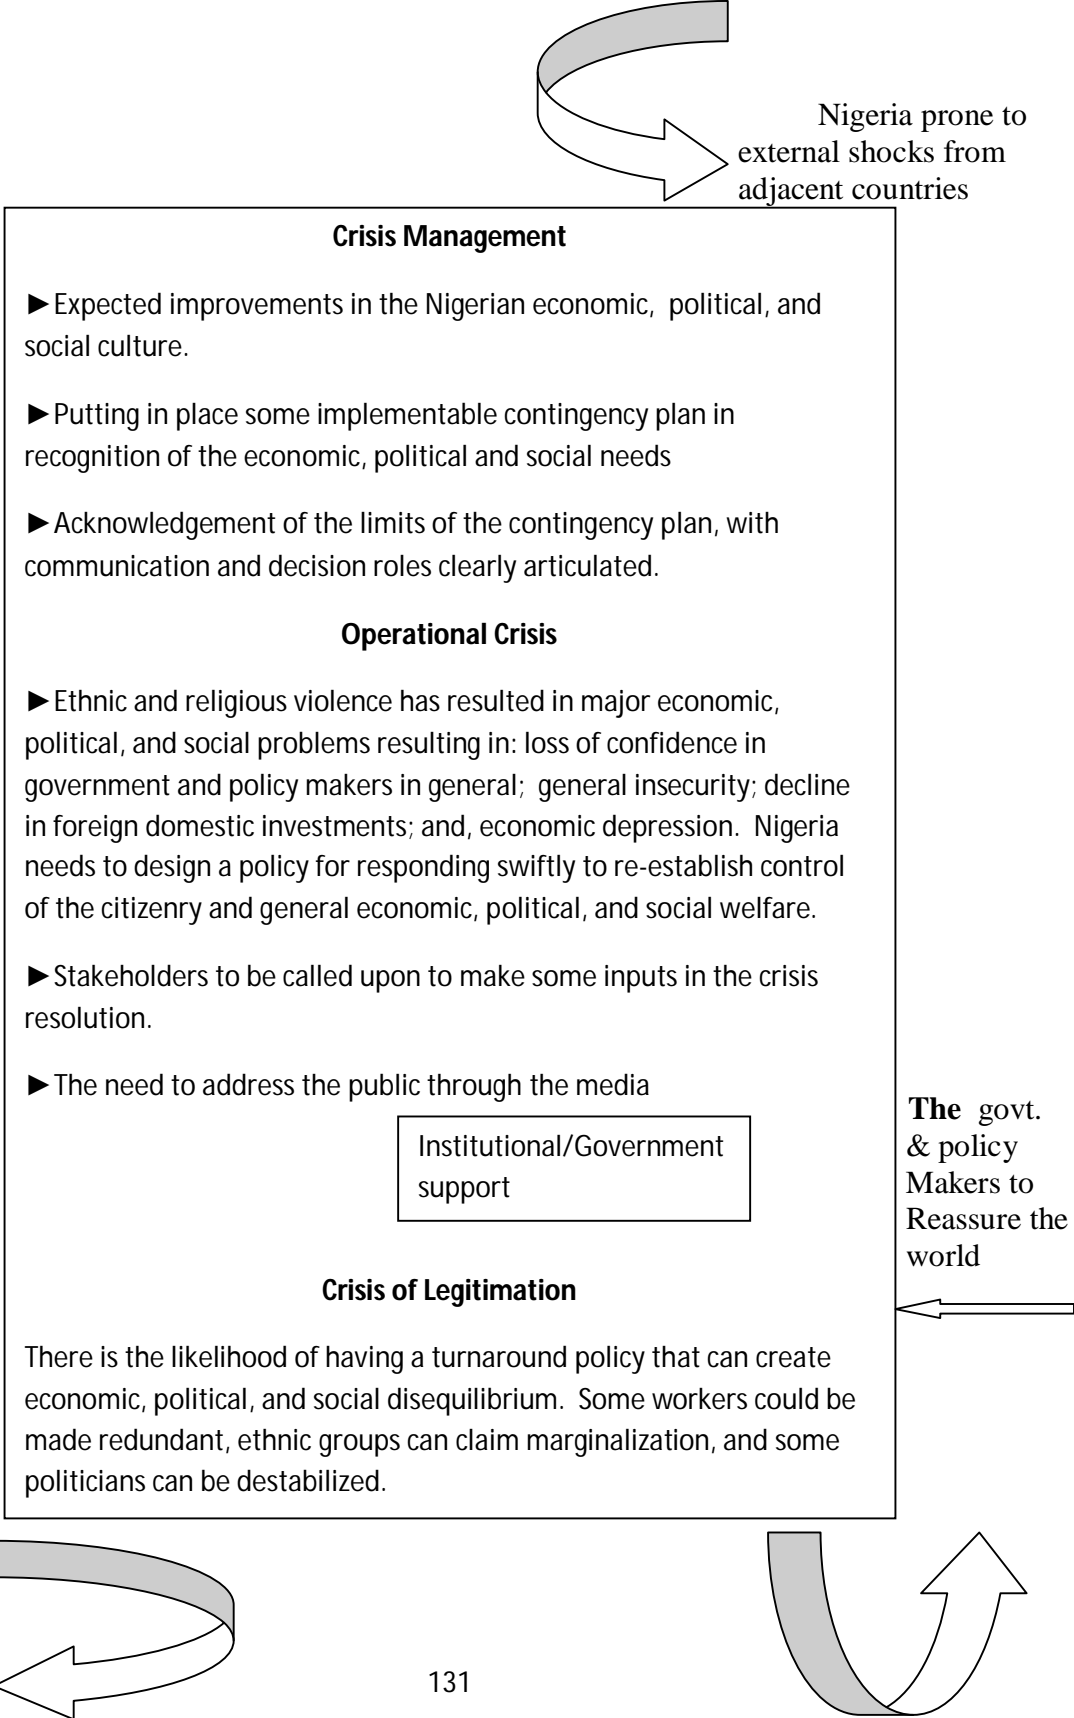 Nigeria prone to
external shocks from
adjacent countries
Crisis Management
►Expected improvements in the Nigerian economic, political, and
social culture.
►Putting in place some implementable contingency plan in
recognition of the economic, political and social needs
►Acknowledgement of the limits of the contingency plan, with
communication and decision roles clearly articulated.
Operational Crisis
►Ethnic and religious violence has resulted in major economic,
political, and social problems resulting in: loss of confidence in
government and policy makers in general; general insecurity; decline
in foreign domestic investments; and, economic depression. Nigeria
needs to design a policy for responding swiftly to re-establish control
of the citizenry and general economic, political, and social welfare.
►Stakeholders to be called upon to make some inputs in the crisis
resolution.
►The need to address the public through the media
Institutional/Government
support
The govt.
& policy
Makers to
Reassure the
world
Crisis of Legitimation
There is the likelihood of having a turnaround policy that can create
economic, political, and social disequilibrium. Some workers could be
made redundant, ethnic groups can claim marginalization, and some
politicians can be destabilized.
131